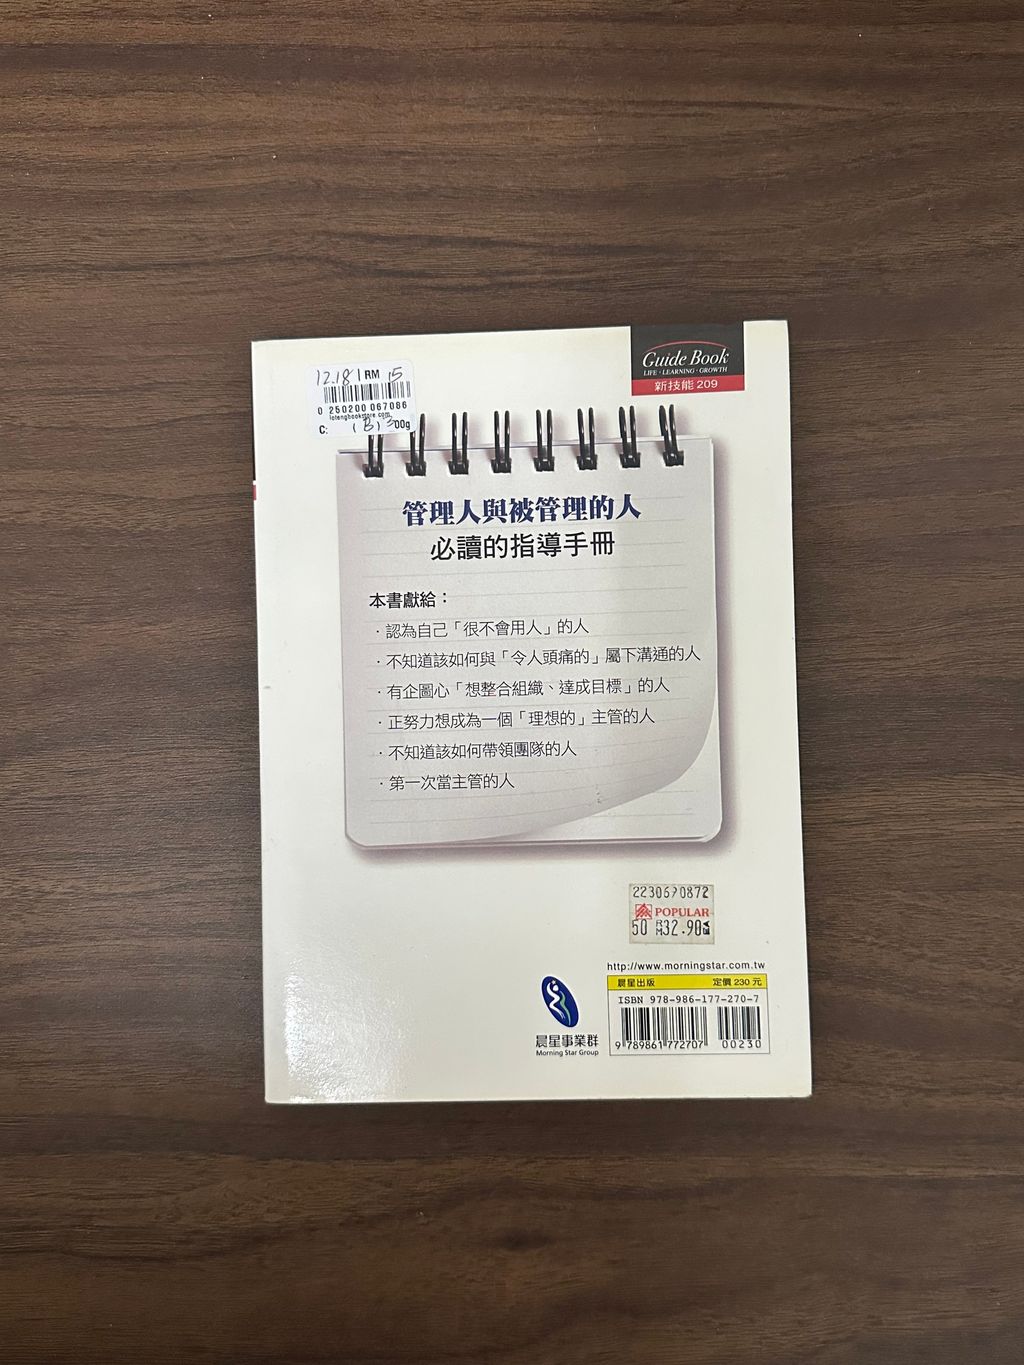 Guide Book
LIFE · LEARNING · GROWTH
新技能 209
RM 15
0 250200 067086
lotengbookstore.com
C:
00g
管理人與被管理的人
必讀的指導手冊
本書獻給：
·認為自己「很不會用人」的人
·不知道該如何與「令人頭痛的」屬下溝通的人
·有企圖心「想整合組織、達成目標」的人
·正努力想成為一個「理想的」主管的人
·不知道該如何帶領團隊的人
·第一次當主管的人
2230690872
POPULAR
50 RM32.90
http://www.morningstar.com.tw
晨星出版 定價 230 元
ISBN 978-986-177-270-7
9 789861 772707 00230
晨星事業群
Morning Star Group